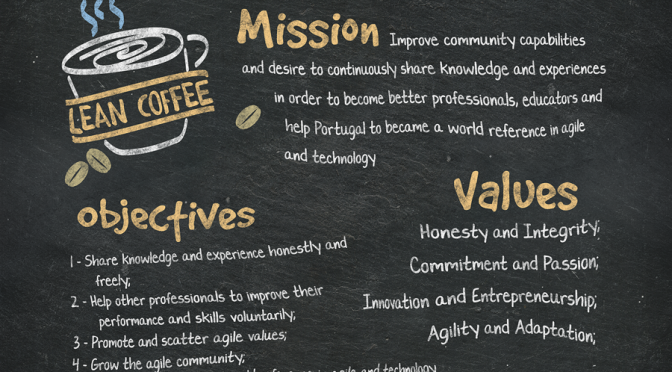 LEAN COFFEE
Mission Improve community capabilities
and desire to continuously share knowledge and experiences
in order to become better professionals, educators and
help Portugal to became a world reference in agile
and technology
objectives
1 - Share knowledge and experience honestly and
freely;
2 - Help other professionals to improve their
performance and skills voluntarily;
3 - Promote and scatter agile values;
4 - Grow the agile community;
agile and technology
Values
Honesty and Integrity;
Commitment and Passion;
Innovation and Entrepreneurship;
Agility and Adaptation;